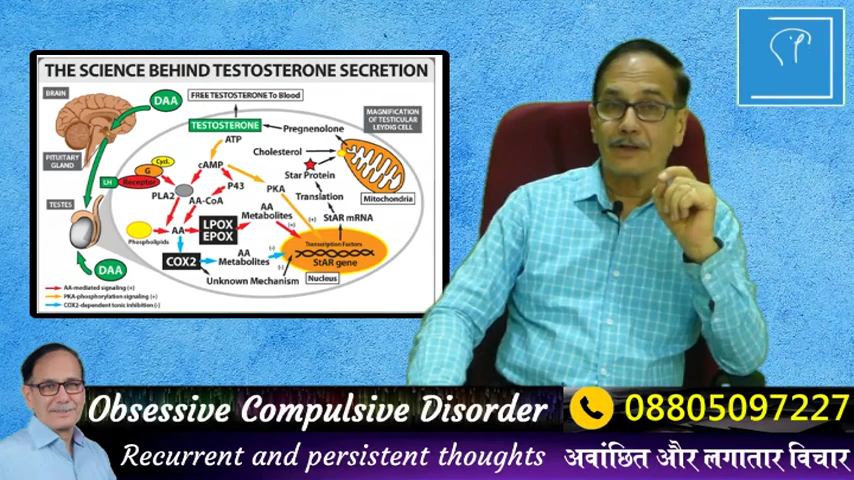 THE SCIENCE BEHIND TESTOSTERONE SECRETION
BRAIN
DAA
FREE TESTOSTERONE To Blood
MAGNIFICATION
OF TESTICULAR
LEYDIG CELL
TESTOSTERONE
Pregnenolone
ATP
PITUITARY
GLAND
CycL
G
LH
Receptor
cAMP
Cholesterol
Star Protein
P43
PKA
PLA2
AA-CoA
Translation
Mitochondria
TESTES
AA
Metabolites
(+)
StAR mRNA
Phospholipids
AA
LPOX
EPOX
(+)
Transcription Factors
StAR gene
COX2
AA
Metabolites
(-)
(-)
Nucleus
DAA
Unknown Mechanism
AA-mediated signaling (+)
PKA-phosphorylation signaling (+)
COX2-dependent tonic inhibition (-)
Obsessive Compulsive Disorder
08805097227
Recurrent and persistent thoughts
अवांछित और लगातार विचार